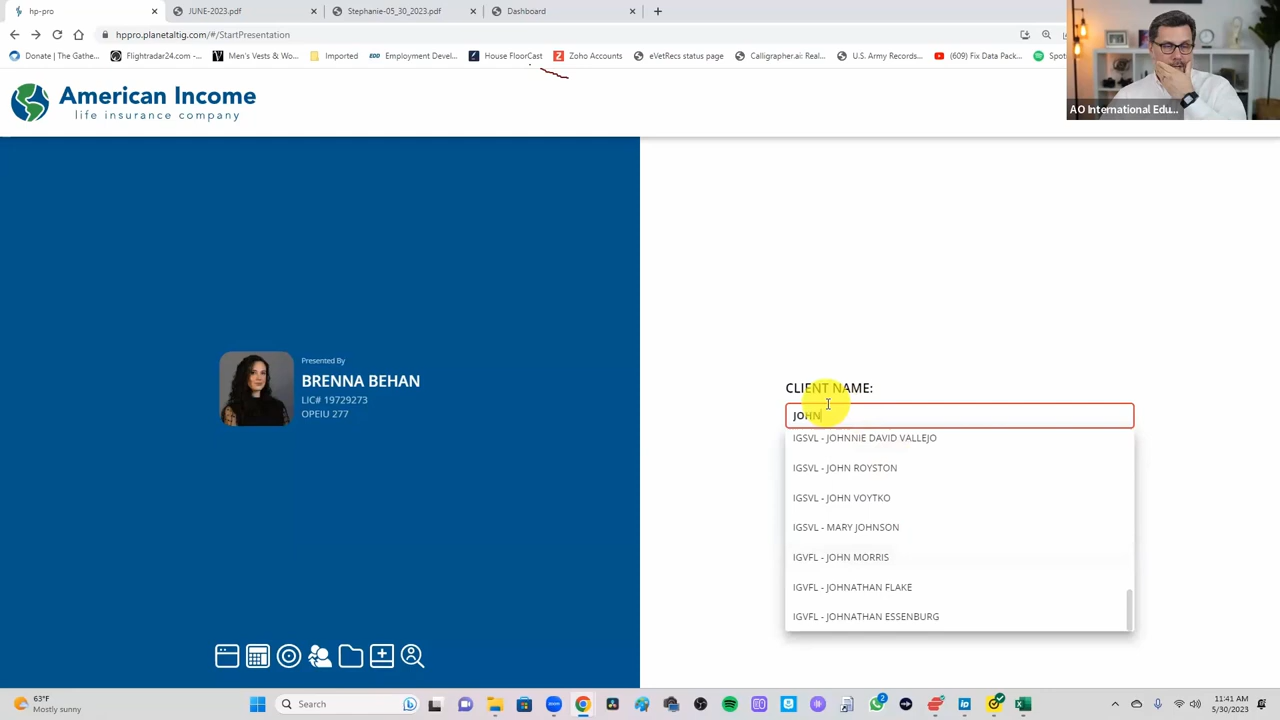 hp-pro
JUNE-2023.pdf
Stephanie-05_30_2023.pdf
Dashboard
hppro.planetaltig.com/#/StartPresentation
Donate | The Gathe...
Flightradar24.com -...
Men's Vests & Wo...
Imported
EDD
Employment Devel...
House FloorCast
Zoho Accounts
eVetRecs status page
Calligrapher.ai: Real...
U.S. Army Records...
(609) Fix Data Pack...
Spot
American Income
life insurance company
AO International Edu...
Presented By
BRENNA BEHAN
LIC# 19729273
OPEIU 277
CLIENT NAME:
JOHN
IGSVL - JOHNNIE DAVID VALLEJO
IGSVL - JOHN ROYSTON
IGSVL - JOHN VOYTKO
IGSVL - MARY JOHNSON
IGVFL - JOHN MORRIS
IGVFL - JOHNATHAN FLAKE
IGVFL - JOHNATHAN ESSENBURG
63°F
Mostly sunny
Search
zoom
2
11:41 AM
5/30/2023